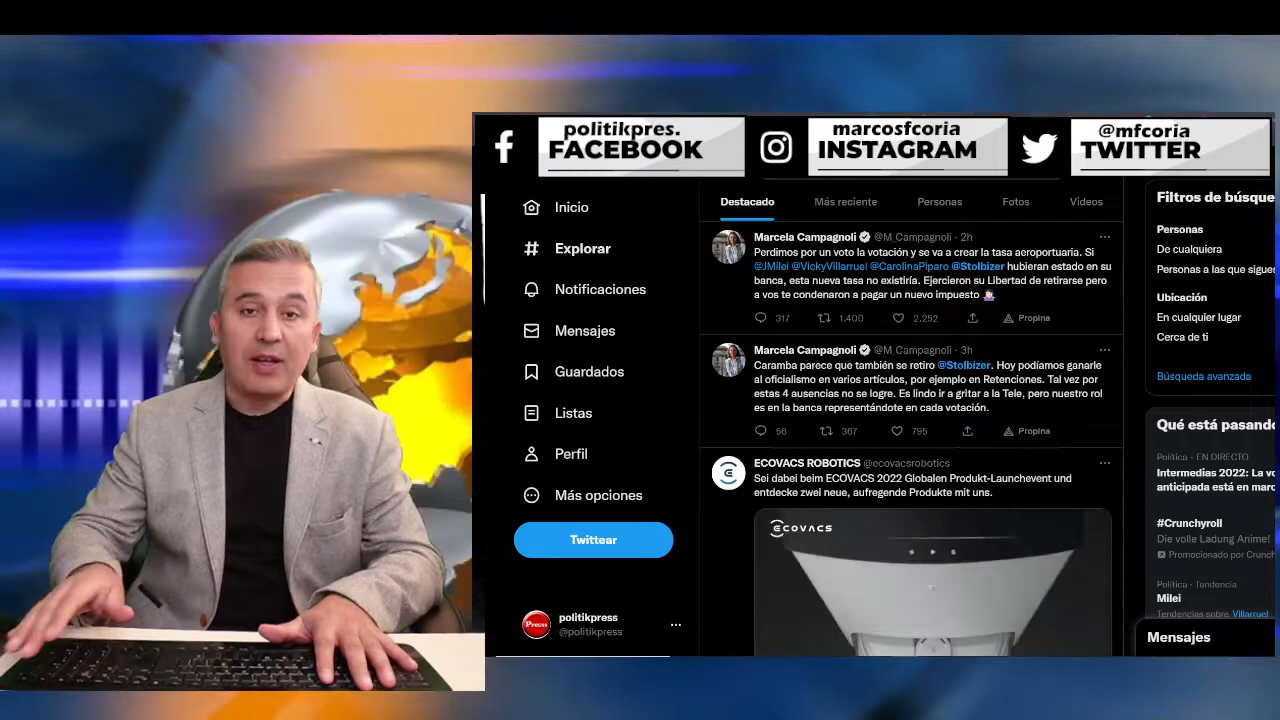 politikpres.
FACEBOOK
marcosfcoria
INSTAGRAM
@mfcoria
TWITTER
Inicio
Explorar
Notificaciones
Mensajes
Guardados
Listas
Perfil
Más opciones
Twittear
PPRESS
politikpress
@politikpress
Destacado
Más reciente
Personas
Fotos
Vídeos
Marcela Campagnoli @M_Campagnoli · 2h
Perdimos por un voto la votación y se va a crear la tasa aeroportuaria. Si
@JMilei @VickyVillarruel @CarolinaPiparo @Stolbizer hubieran estado en su
banca, esta nueva tasa no existiría. Ejercieron su Libertad de retirarse pero
a vos te condenaron a pagar un nuevo impuesto
317 1.400 2.252 Propina
Marcela Campagnoli @M_Campagnoli · 3h
Caramba parece que también se retiro @Stolbizer. Hoy podíamos ganarle
al oficialismo en varios artículos, por ejemplo en Retenciones. Tal vez por
estas 4 ausencias no se logre. Es lindo ir a gritar a la Tele, pero nuestro rol
es en la banca representándote en cada votación.
56 367 795 Propina
ECOVACS ROBOTICS @ecovacsrobotics
Sei dabei beim ECOVACS 2022 Globalen Produkt-Launchevent und
entdecke zwei neue, aufregende Produkte mit uns.
ECOVACS
Filtros de búsque
Personas
De cualquiera
Personas a las que sigues
Ubicación
En cualquier lugar
Cerca de ti
Búsqueda avanzada
Qué está pasando
Política · EN DIRECTO
Intermedias 2022: La vo
anticipada está en marc
#Crunchyroll
Die volle Ladung Anime!
Promocionado por Crunch
Política · Tendencia
Milei
Tendencias sobre Villarruel
Mensajes